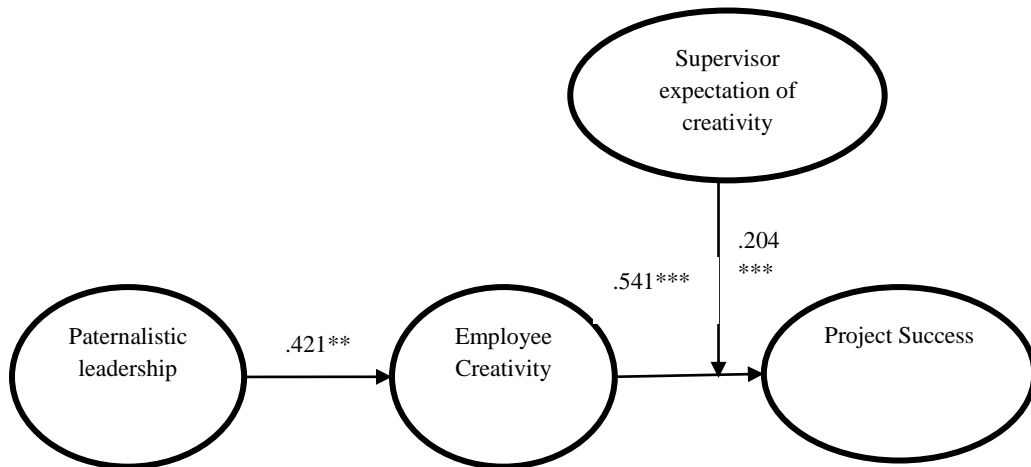 Supervisor
expectation of
creativity
.204
***
.541***
Paternalistic
leadership
.421**
Employee
Creativity
Project Success